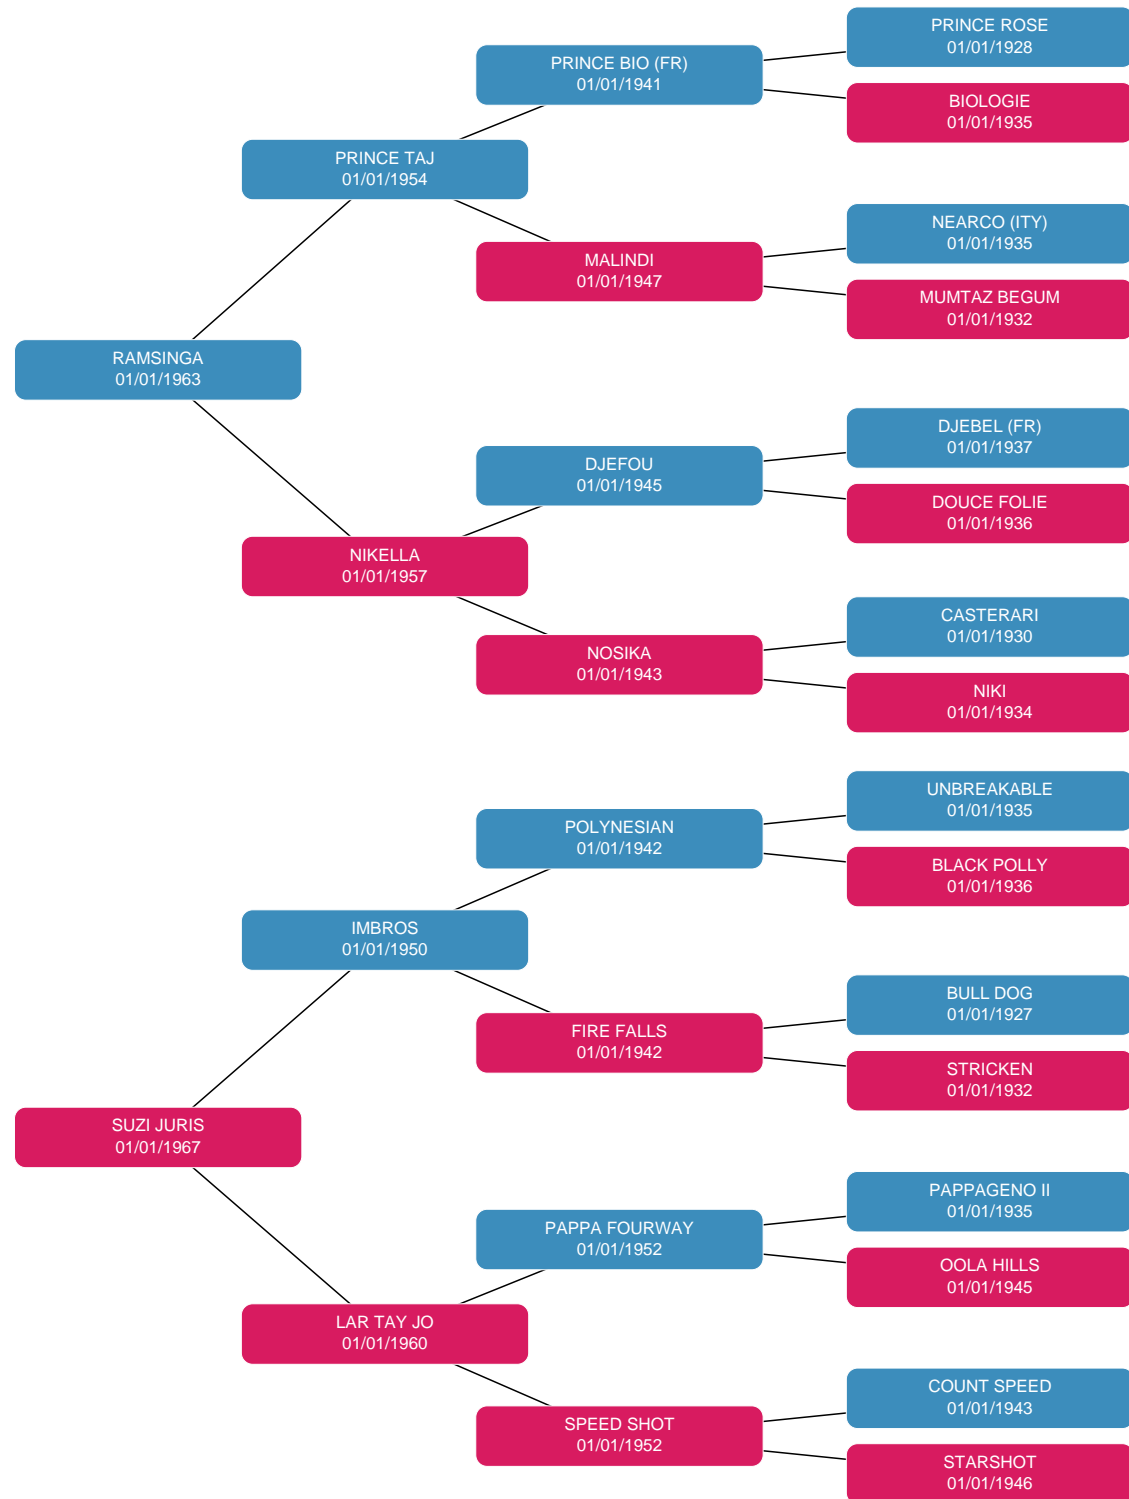 PRINCE ROSE
01/01/1928
PRINCE BIO (FR)
01/01/1941
BIOLOGIE
01/01/1935
PRINCE TAJ
01/01/1954
NEARCO (ITY)
01/01/1935
MALINDI
01/01/1947
MUMTAZ BEGUM
01/01/1932
RAMSINGA
01/01/1963
DJEBEL (FR)
01/01/1937
DJEFOU
01/01/1945
DOUCE FOLIE
01/01/1936
NIKELLA
01/01/1957
CASTERARI
01/01/1930
NOSIKA
01/01/1943
NIKI
01/01/1934
UNBREAKABLE
01/01/1935
POLYNESIAN
01/01/1942
BLACK POLLY
01/01/1936
IMBROS
01/01/1950
BULL DOG
01/01/1927
FIRE FALLS
01/01/1942
STRICKEN
01/01/1932
SUZI JURIS
01/01/1967
PAPPAGENO II
01/01/1935
PAPPA FOURWAY
01/01/1952
OOLA HILLS
01/01/1945
LAR TAY JO
01/01/1960
COUNT SPEED
01/01/1943
SPEED SHOT
01/01/1952
STARSHOT
01/01/1946